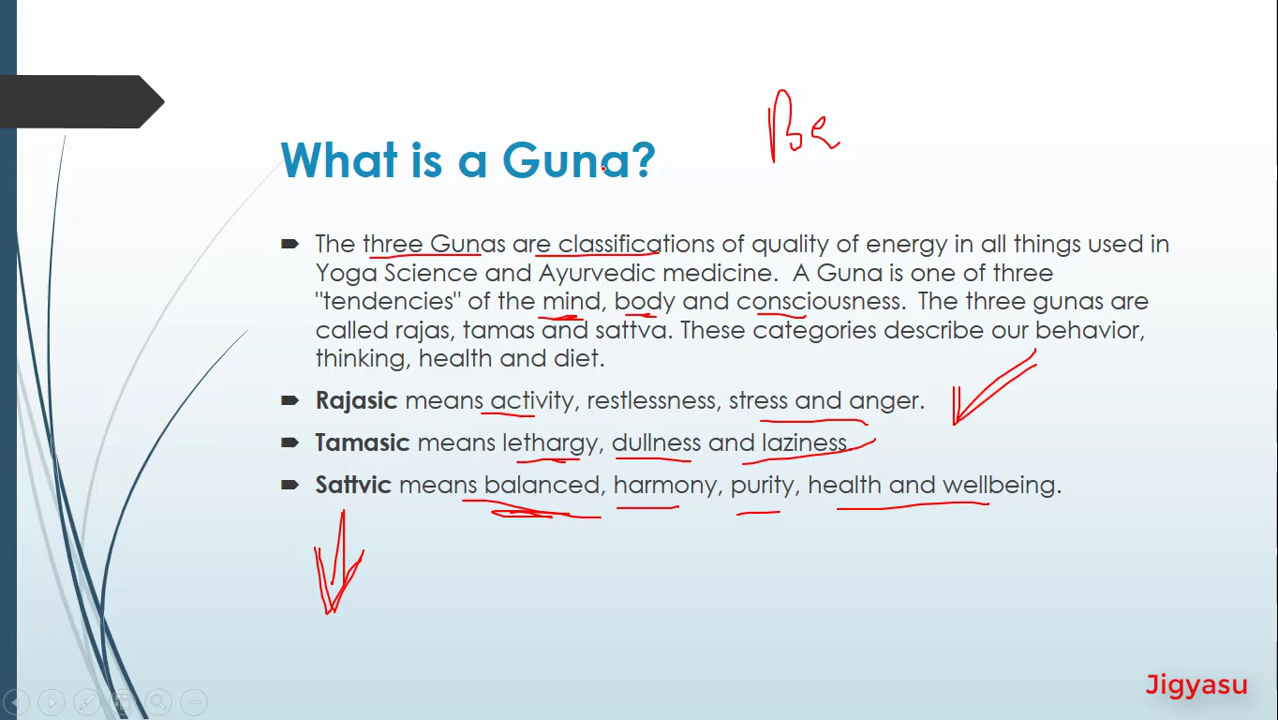 Be
What is a Guna?
The three Gunas are classifications of quality of energy in all things used in
Yoga Science and Ayurvedic medicine. A Guna is one of three
"tendencies" of the mind, body and consciousness. The three gunas are
called rajas, tamas and sattva. These categories describe our behavior,
thinking, health and diet.
Rajasic means activity, restlessness, stress and anger.
Tamasic means lethargy, dullness and laziness.
Sattvic means balanced, harmony, purity, health and wellbeing.
Jigyasu